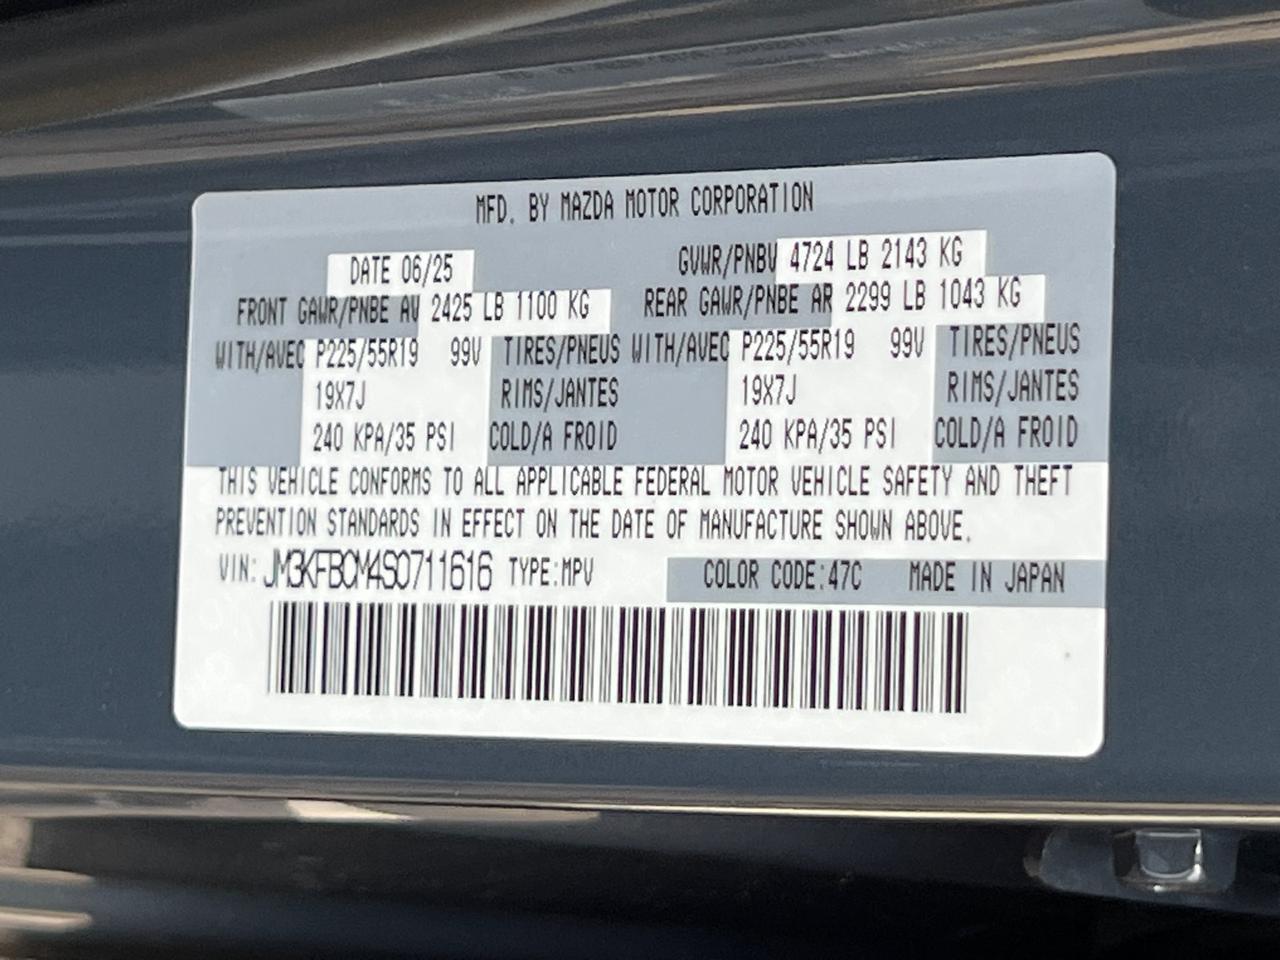 MFD. BY MAZDA MOTOR CORPORATION
DATE 06/25 GVWR/PNBV 4724 LB 2143 KG
FRONT GAWR/PNBE AV 2425 LB 1100 KG REAR GAWR/PNBE AR 2299 LB 1043 KG
WITH/AVEC P225/55R19 99V TIRES/PNEUS WITH/AVEC P225/55R19 99V TIRES/PNEUS
19X7J RIMS/JANTES 19X7J RIMS/JANTES
240 KPA/35 PSI COLD/A FROID 240 KPA/35 PSI COLD/A FROID
THIS VEHICLE CONFORMS TO ALL APPLICABLE FEDERAL MOTOR VEHICLE SAFETY AND THEFT
PREVENTION STANDARDS IN EFFECT ON THE DATE OF MANUFACTURE SHOWN ABOVE.
VIN: JM3KFBCM4S0711616 TYPE:MPV COLOR CODE:47C MADE IN JAPAN